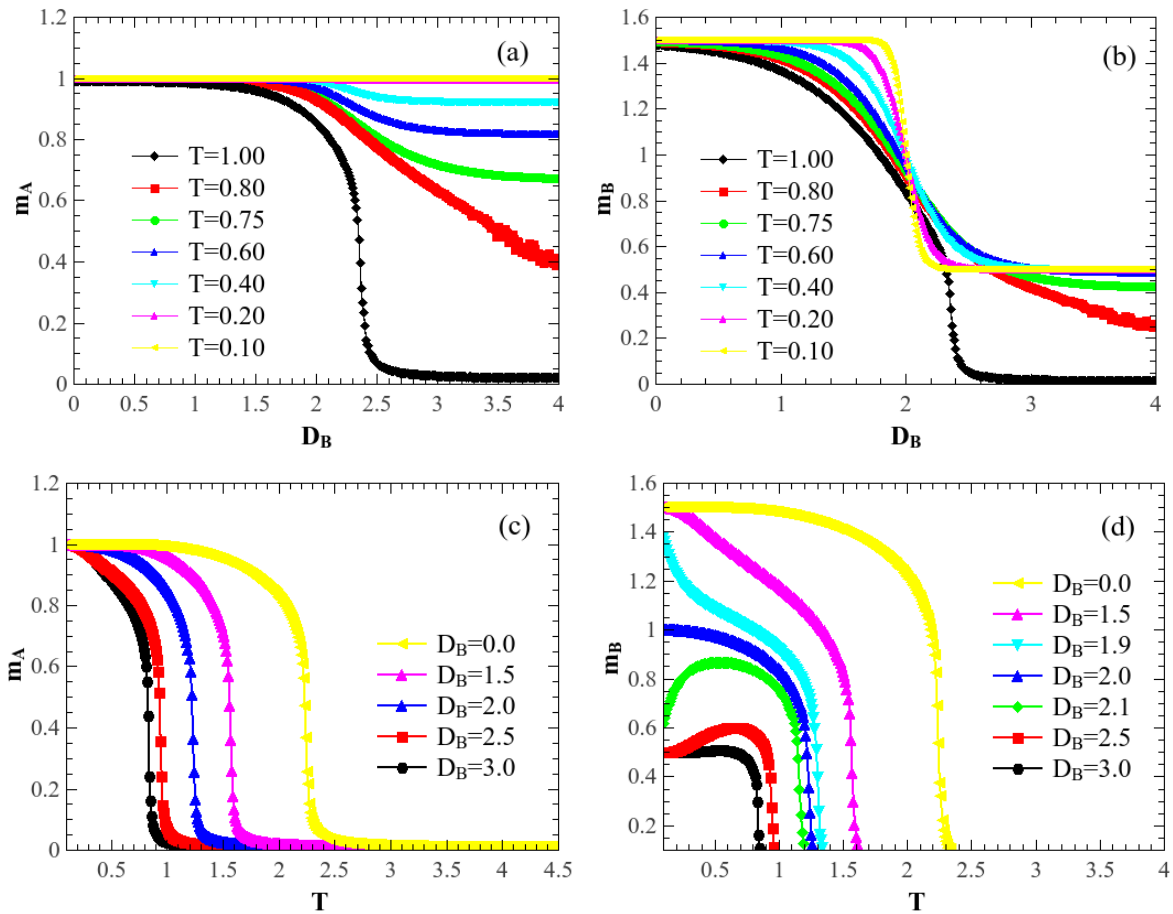 1.2
1
0.8
0.6
0.4
0.2
0
m_A
(a)
T=1.00
T=0.80
T=0.75
T=0.60
T=0.40
T=0.20
T=0.10
0 0.5 1 1.5 2 2.5 3 3.5 4
D_B
1.6
1.4
1.2
1
0.8
0.6
0.4
0.2
0
m_B
(b)
T=1.00
T=0.80
T=0.75
T=0.60
T=0.40
T=0.20
T=0.10
0 1 2 3 4
D_B
1.2
1
0.8
0.6
0.4
0.2
0
m_A
(c)
D_B=0.0
D_B=1.5
D_B=2.0
D_B=2.5
D_B=3.0
0.5 1 1.5 2 2.5 3 3.5 4 4.5
T
1.6
1.4
1.2
1
0.8
0.6
0.4
0.2
m_B
(d)
D_B=0.0
D_B=1.5
D_B=1.9
D_B=2.0
D_B=2.1
D_B=2.5
D_B=3.0
0.5 1 1.5 2 2.5 3 3.5 4
T